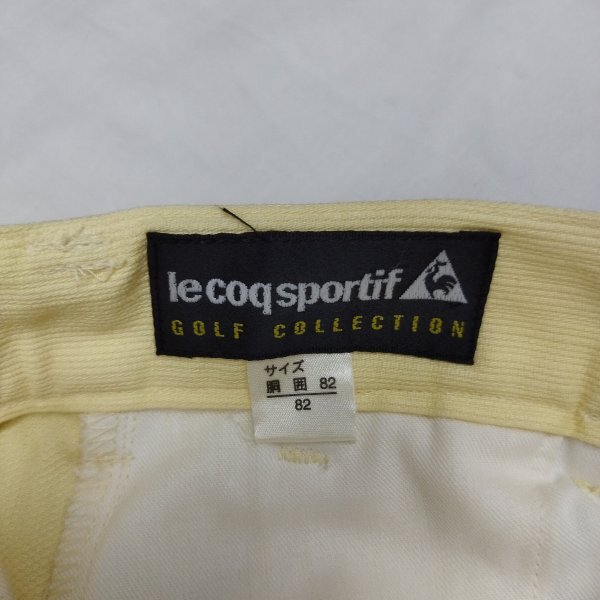 le coq sportif
GOLF COLLECTION
サイズ
胴囲 82
82